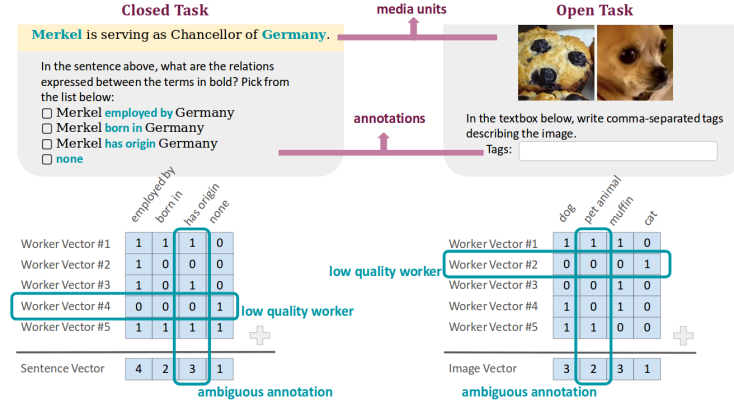 Closed Task
media units
Open Task
Merkel is serving as Chancellor of Germany.
In the sentence above, what are the relations
expressed between the terms in bold? Pick from
the list below:
Merkel employed by Germany
Merkel born in Germany
Merkel has origin Germany
none
annotations
In the textbox below, write comma-separated tags
describing the image.
Tags:
employed by
born in
has origin
none
Worker Vector #1 1 1 1 0
Worker Vector #2 1 0 0 0
Worker Vector #3 1 0 1 0
Worker Vector #4 0 0 0 1
low quality worker
Worker Vector #5 1 1 1 1
Sentence Vector 4 2 3 1
ambiguous annotation
dog
pet animal
muffin
cat
Worker Vector #1 1 1 1 0
Worker Vector #2 0 0 0 1
low quality worker
Worker Vector #3 0 0 1 0
Worker Vector #4 1 0 1 0
Worker Vector #5 1 1 0 0
Image Vector 3 2 3 1
ambiguous annotation